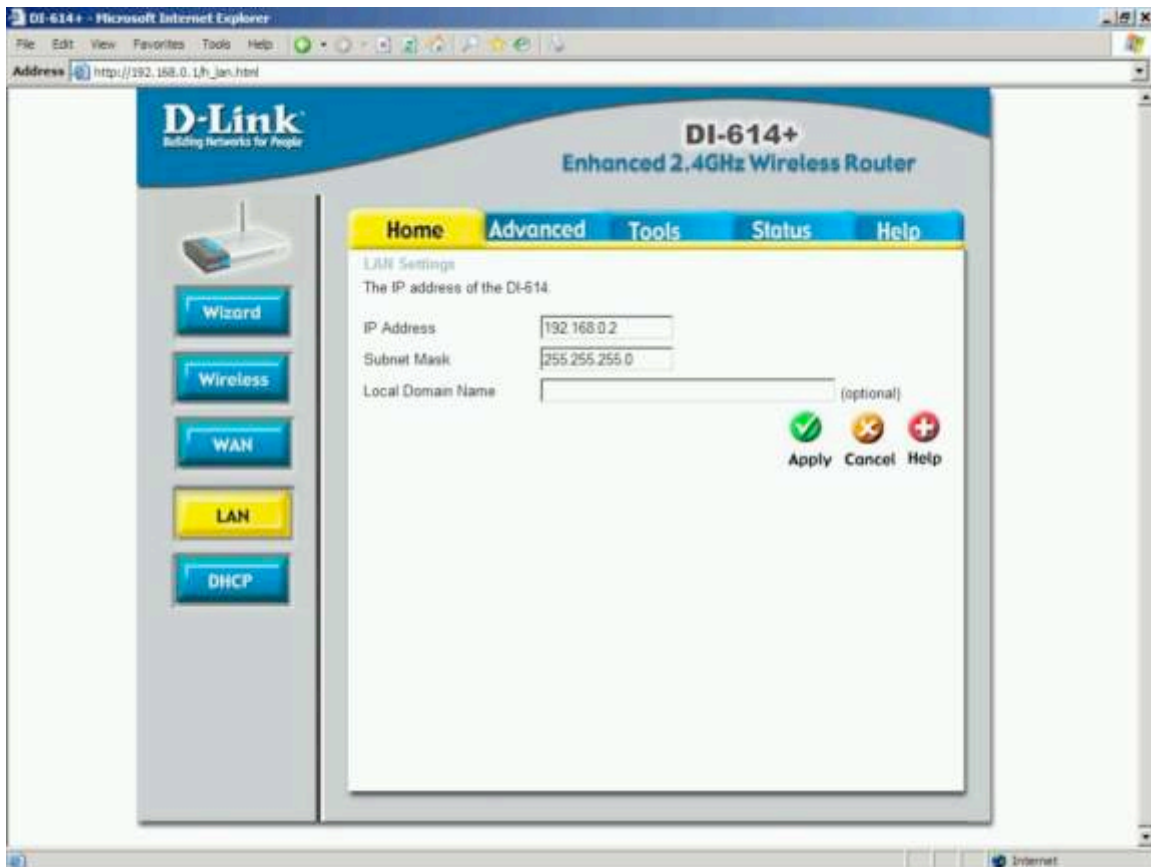 DI-614+ - Microsoft Internet Explorer
File Edit View Favorites Tools Help
Address http://192.168.0.1/h_lan.html
D-Link
Building Networks for People
DI-614+
Enhanced 2.4GHz Wireless Router
Home Advanced Tools Status Help
LAN Settings
The IP address of the DI-614.
IP Address 192.168.0.2
Subnet Mask 255.255.255.0
Local Domain Name (optional)
Apply Cancel Help
Wizard
Wireless
WAN
LAN
DHCP
Internet